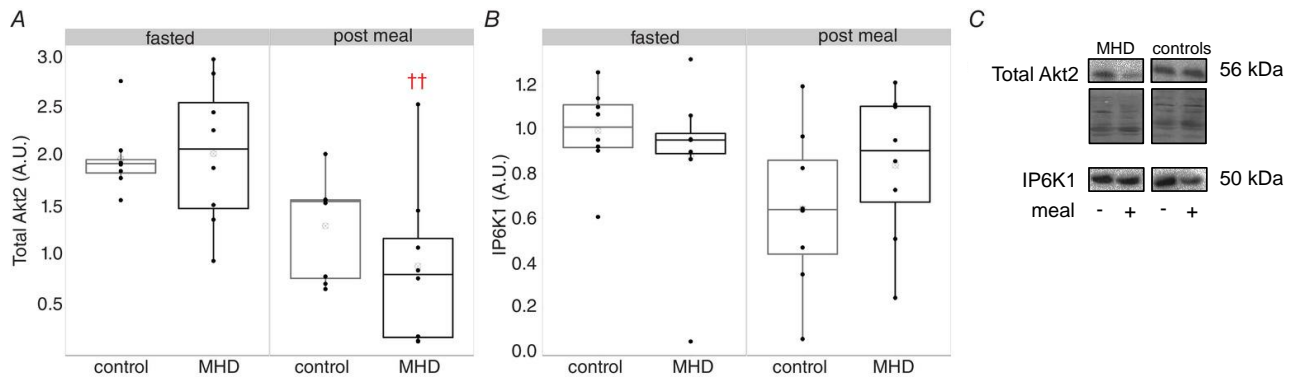 A
fasted
post meal
Total Akt2 (A.U.)
3.0
2.5
2.0
1.5
1.0
0.5
††
control
MHD
control
MHD
B
fasted
post meal
IP6K1 (A.U.)
1.2
1.0
0.8
0.6
0.4
0.2
0.0
control
MHD
control
MHD
C
MHD controls
Total Akt2 56 kDa
IP6K1 50 kDa
meal - + - +